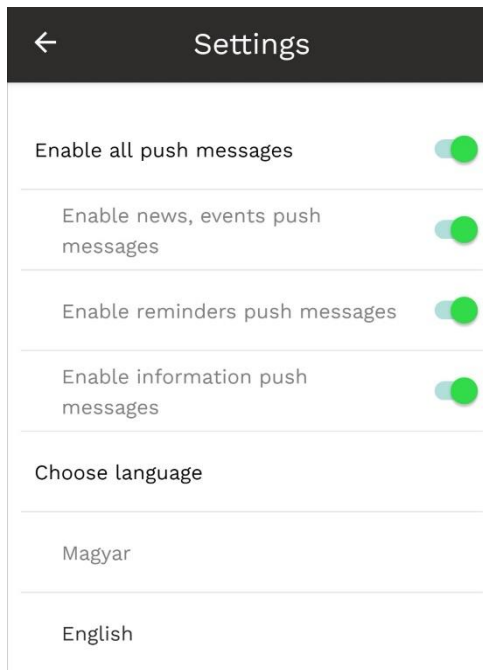 Settings
Enable all push messages
Enable news, events push
messages
Enable reminders push messages
Enable information push
messages
Choose language
Magyar
English